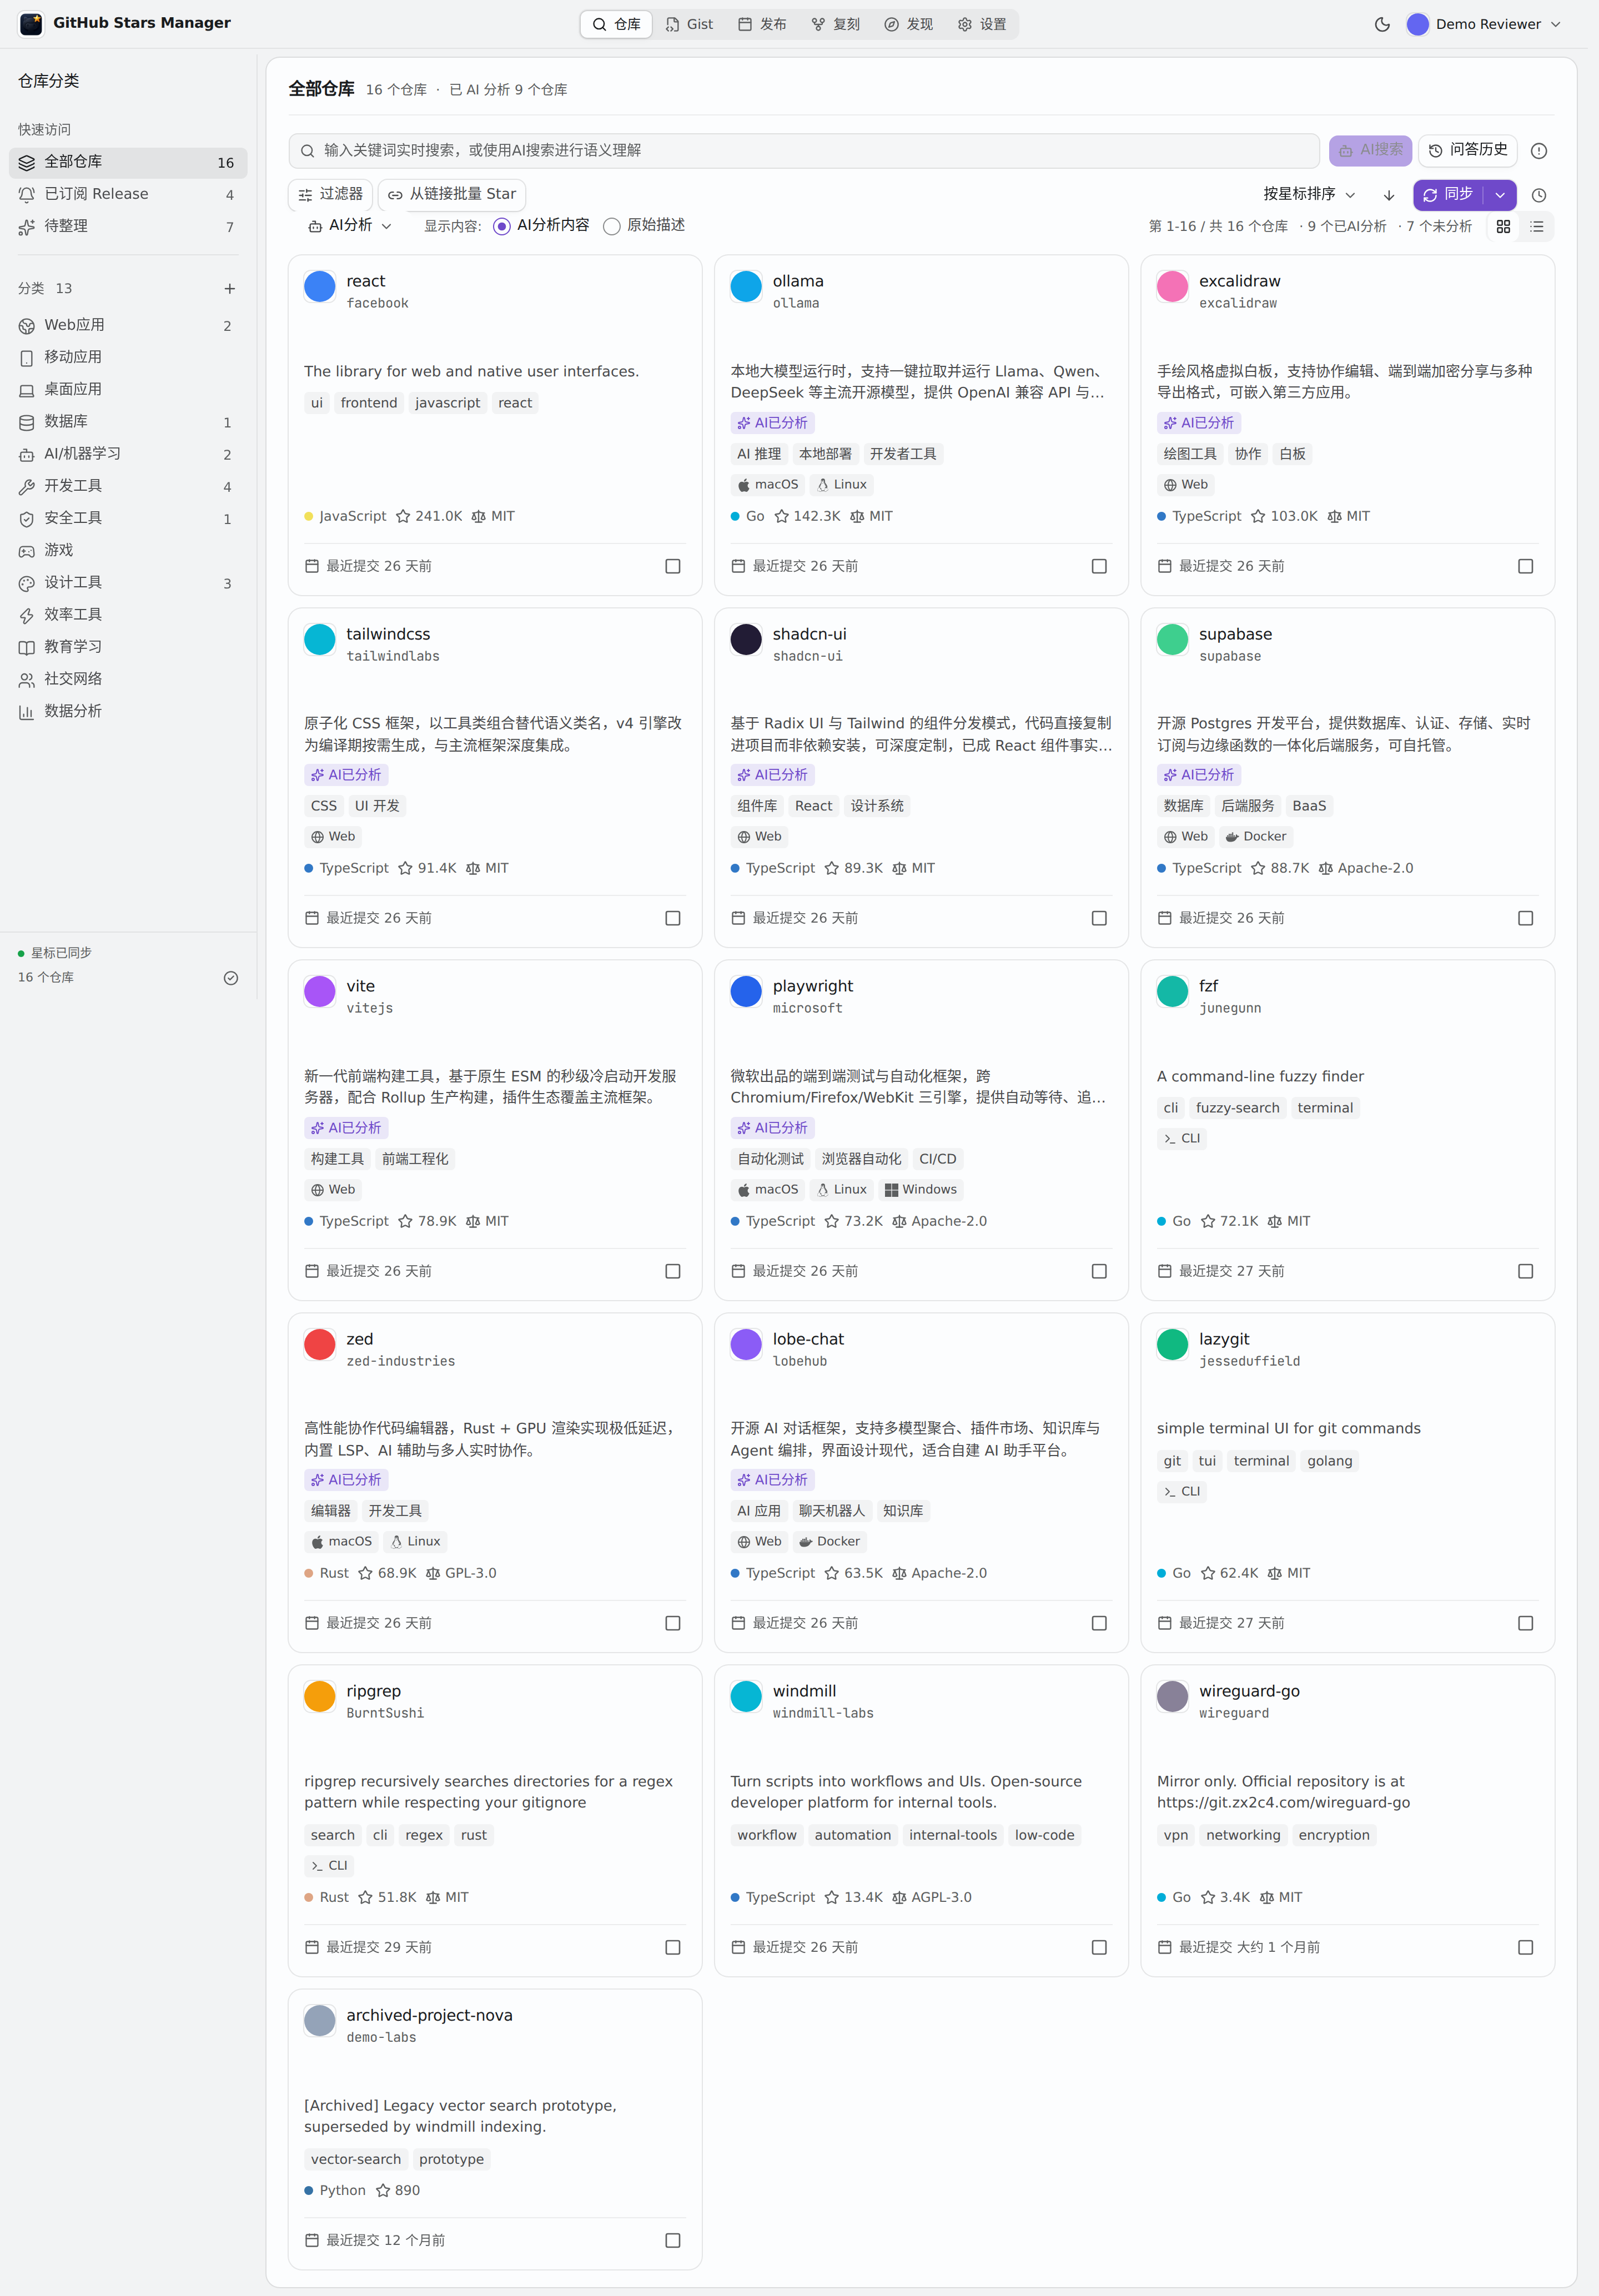 GitHub Stars Manager
仓库
Gist
发布
复刻
发现
设置
Demo Reviewer
仓库分类
快速访问
全部仓库 16
已订阅 Release 4
待整理 7
分类 13
Web应用 2
移动应用
桌面应用
数据库 1
AI/机器学习 2
开发工具 4
安全工具 1
游戏
设计工具 3
效率工具
教育学习
社交网络
数据分析
星标已同步
16 个仓库
全部仓库 16 个仓库 · 已 AI 分析 9 个仓库
输入关键词实时搜索，或使用AI搜索进行语义理解
AI搜索
问答历史
过滤器
从链接批量 Star
按星标排序
同步
AI分析
显示内容: AI分析内容 原始描述
第 1-16 / 共 16 个仓库 · 9 个已AI分析 · 7 个未分析
react
facebook
The library for web and native user interfaces.
ui frontend javascript react
JavaScript 241.0K MIT
最近提交 26 天前
ollama
ollama
本地大模型运行时，支持一键拉取并运行 Llama、Qwen、
DeepSeek 等主流开源模型，提供 OpenAI 兼容 API 与…
AI已分析
AI 推理 本地部署 开发者工具
macOS Linux
Go 142.3K MIT
最近提交 26 天前
excalidraw
excalidraw
手绘风格虚拟白板，支持协作编辑、端到端加密分享与多种
导出格式，可嵌入第三方应用。
AI已分析
绘图工具 协作 白板
Web
TypeScript 103.0K MIT
最近提交 26 天前
tailwindcss
tailwindlabs
原子化 CSS 框架，以工具类组合替代语义类名，v4 引擎改
为编译期按需生成，与主流框架深度集成。
AI已分析
CSS UI 开发
Web
TypeScript 91.4K MIT
最近提交 26 天前
shadcn-ui
shadcn-ui
基于 Radix UI 与 Tailwind 的组件分发模式，代码直接复制
进项目而非依赖安装，可深度定制，已成 React 组件事实…
AI已分析
组件库 React 设计系统
Web
TypeScript 89.3K MIT
最近提交 26 天前
supabase
supabase
开源 Postgres 开发平台，提供数据库、认证、存储、实时
订阅与边缘函数的一体化后端服务，可自托管。
AI已分析
数据库 后端服务 BaaS
Web Docker
TypeScript 88.7K Apache-2.0
最近提交 26 天前
vite
vitejs
新一代前端构建工具，基于原生 ESM 的秒级冷启动开发服
务器，配合 Rollup 生产构建，插件生态覆盖主流框架。
AI已分析
构建工具 前端工程化
Web
TypeScript 78.9K MIT
最近提交 26 天前
playwright
microsoft
微软出品的端到端测试与自动化框架，跨
Chromium/Firefox/WebKit 三引擎，提供自动等待、追…
AI已分析
自动化测试 浏览器自动化 CI/CD
macOS Linux Windows
TypeScript 73.2K Apache-2.0
最近提交 26 天前
fzf
junegunn
A command-line fuzzy finder
cli fuzzy-search terminal
CLI
Go 72.1K MIT
最近提交 27 天前
zed
zed-industries
高性能协作代码编辑器，Rust + GPU 渲染实现极低延迟，
内置 LSP、AI 辅助与多人实时协作。
AI已分析
编辑器 开发工具
macOS Linux
Rust 68.9K GPL-3.0
最近提交 26 天前
lobe-chat
lobehub
开源 AI 对话框架，支持多模型聚合、插件市场、知识库与
Agent 编排，界面设计现代，适合自建 AI 助手平台。
AI已分析
AI 应用 聊天机器人 知识库
Web Docker
TypeScript 63.5K Apache-2.0
最近提交 26 天前
lazygit
jesseduffield
simple terminal UI for git commands
git tui terminal golang
CLI
Go 62.4K MIT
最近提交 27 天前
ripgrep
BurntSushi
ripgrep recursively searches directories for a regex
pattern while respecting your gitignore
search cli regex rust
CLI
Rust 51.8K MIT
最近提交 29 天前
windmill
windmill-labs
Turn scripts into workflows and UIs. Open-source
developer platform for internal tools.
workflow automation internal-tools low-code
TypeScript 13.4K AGPL-3.0
最近提交 26 天前
wireguard-go
wireguard
Mirror only. Official repository is at
https://git.zx2c4.com/wireguard-go
vpn networking encryption
Go 3.4K MIT
最近提交 大约 1 个月前
archived-project-nova
demo-labs
[Archived] Legacy vector search prototype,
superseded by windmill indexing.
vector-search prototype
Python 890
最近提交 12 个月前